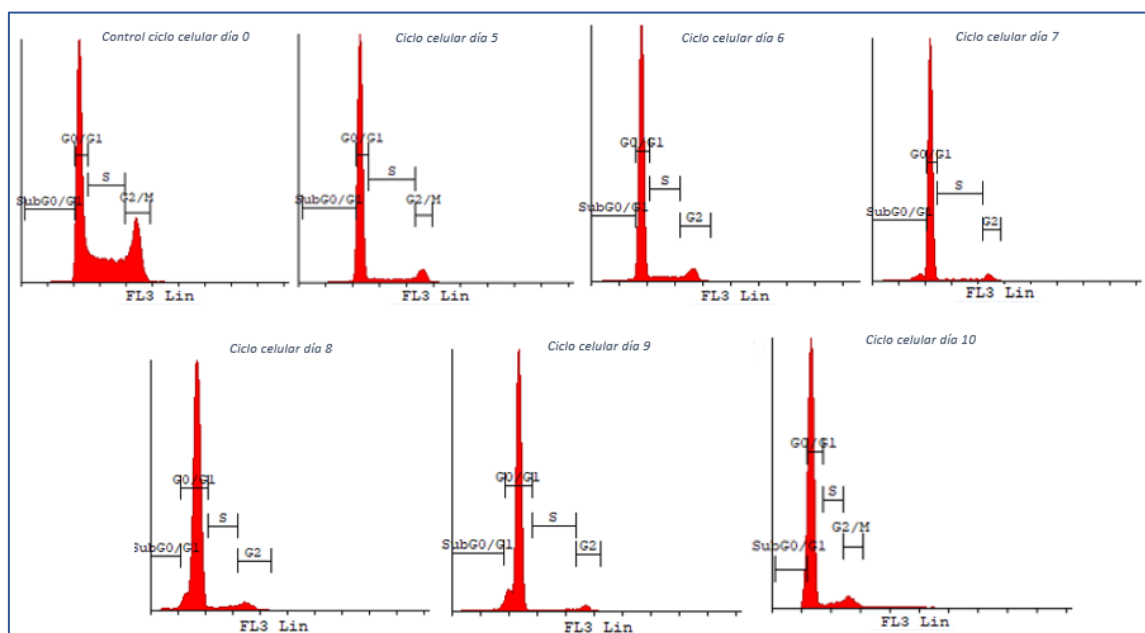 Control ciclo celular día 0
G0/G1
S
SubG0/G1
G2/M
FL3 Lin
Ciclo celular día 5
G0/G1
S
SubG0/G1
G2/M
FL3 Lin
Ciclo celular día 6
G0/G1
S
SubG0/G1
G2
FL3 Lin
Ciclo celular día 7
G0/G1
S
SubG0/G1
G2
FL3 Lin
Ciclo celular día 8
G0/G1
S
SubG0/G1
G2
FL3 Lin
Ciclo celular día 9
G0/G1
S
SubG0/G1
G2
FL3 Lin
Ciclo celular día 10
G0/G1
S
G2/M
SubG0/G1
FL3 Lin